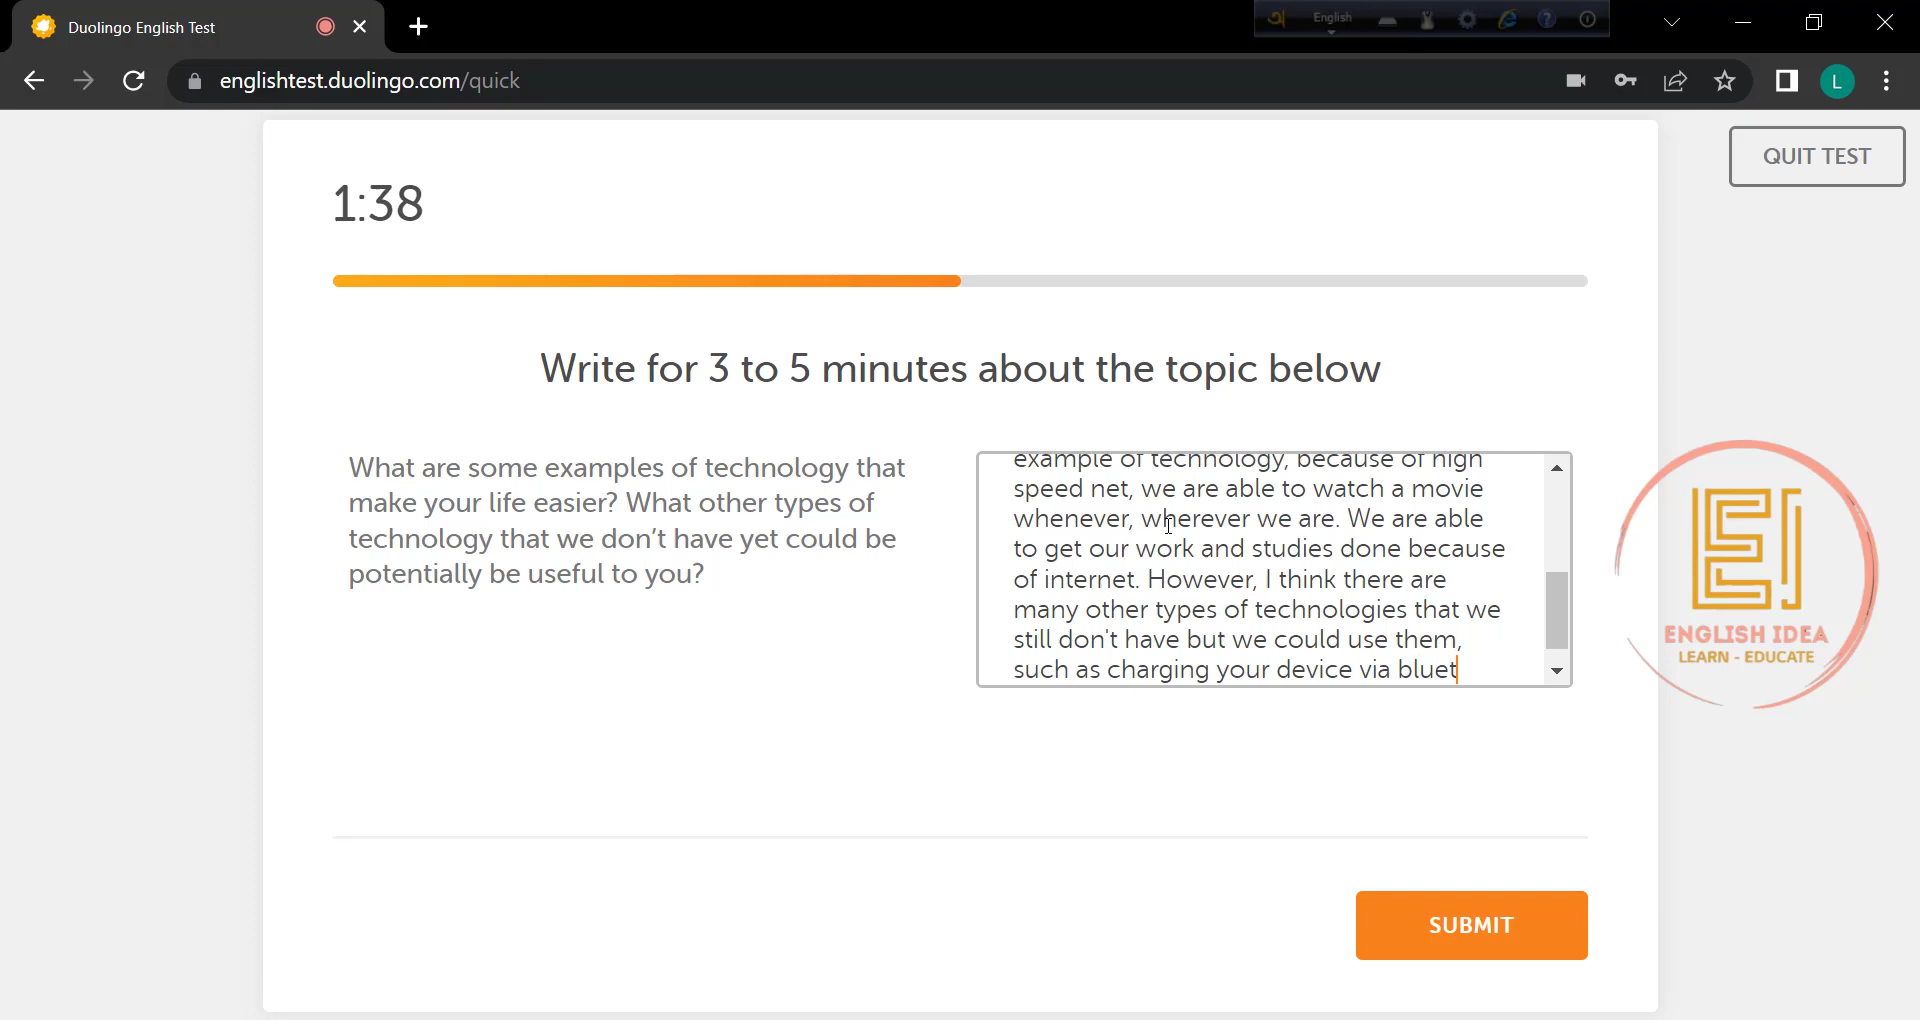 Duolingo English Test
English
englishtest.duolingo.com/quick
L
QUIT TEST
1:38
Write for 3 to 5 minutes about the topic below
What are some examples of technology that
make your life easier? What other types of
technology that we don't have yet could be
potentially be useful to you?
example of technology, because of high
speed net, we are able to watch a movie
whenever, wherever we are. We are able
to get our work and studies done because
of internet. However, I think there are
many other types of technologies that we
still don't have but we could use them,
such as charging your device via bluet
ENGLISH IDEA
LEARN - EDUCATE
SUBMIT